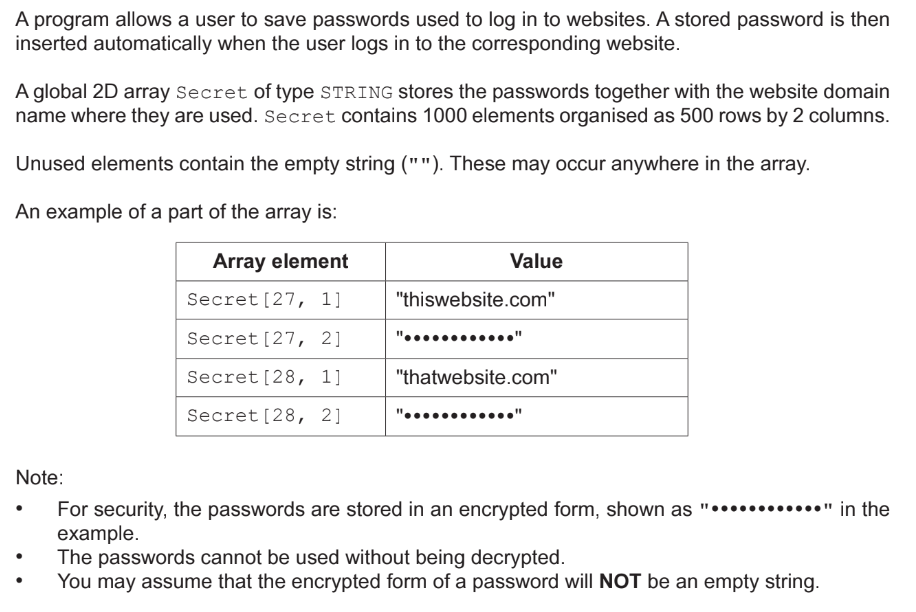 A program allows a user to save passwords used to log in to websites. A stored password is then
inserted automatically when the user logs in to the corresponding website.
A global 2D array Secret of type STRING stores the passwords together with the website domain
name where they are used. Secret contains 1000 elements organised as 500 rows by 2 columns.
Unused elements contain the empty string (""). These may occur anywhere in the array.
An example of a part of the array is:
Array element Value
Secret[27, 1] "thiswebsite.com"
Secret[27, 2] "••••••••••••"
Secret[28, 1] "thatwebsite.com"
Secret[28, 2] "••••••••••••"
Note:
• For security, the passwords are stored in an encrypted form, shown as "••••••••••••" in the
example.
• The passwords cannot be used without being decrypted.
• You may assume that the encrypted form of a password will NOT be an empty string.